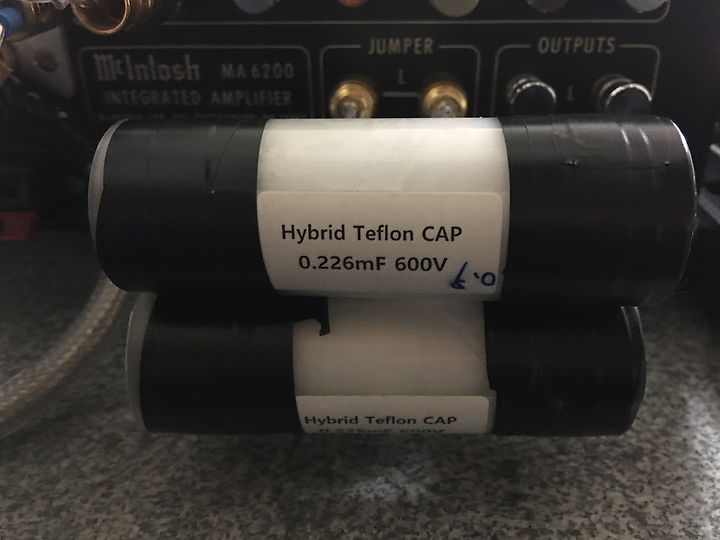 McIntosh MA 6200
INTEGRATED AMPLIFIER
JUMPER
L
OUTPUTS
L
Hybrid Teflon CAP
0.226mF 600V
Hybrid Teflon CAP